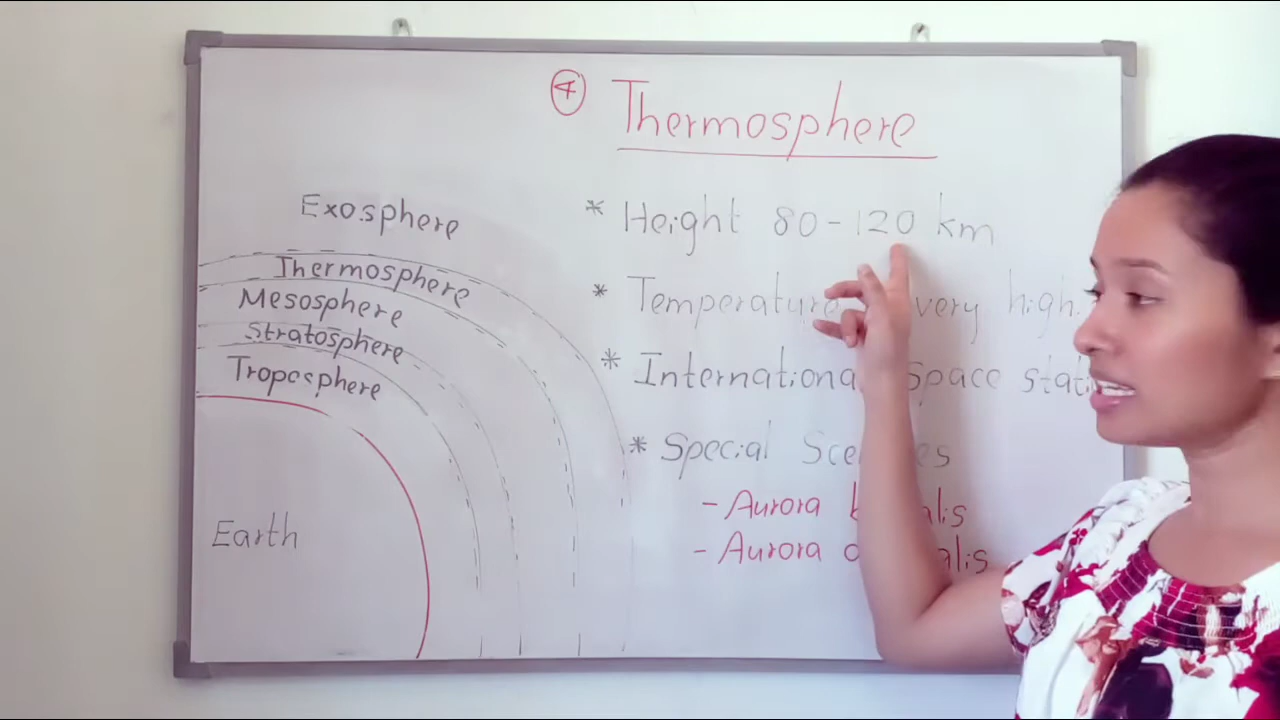 ④ Thermosphere
* Height 80-120 km
* Temperature very high.
* International Space
* Special
- Aurora
- Aurora
Exosphere
Thermosphere
Mesosphere
Stratosphere
Troposphere
Earth